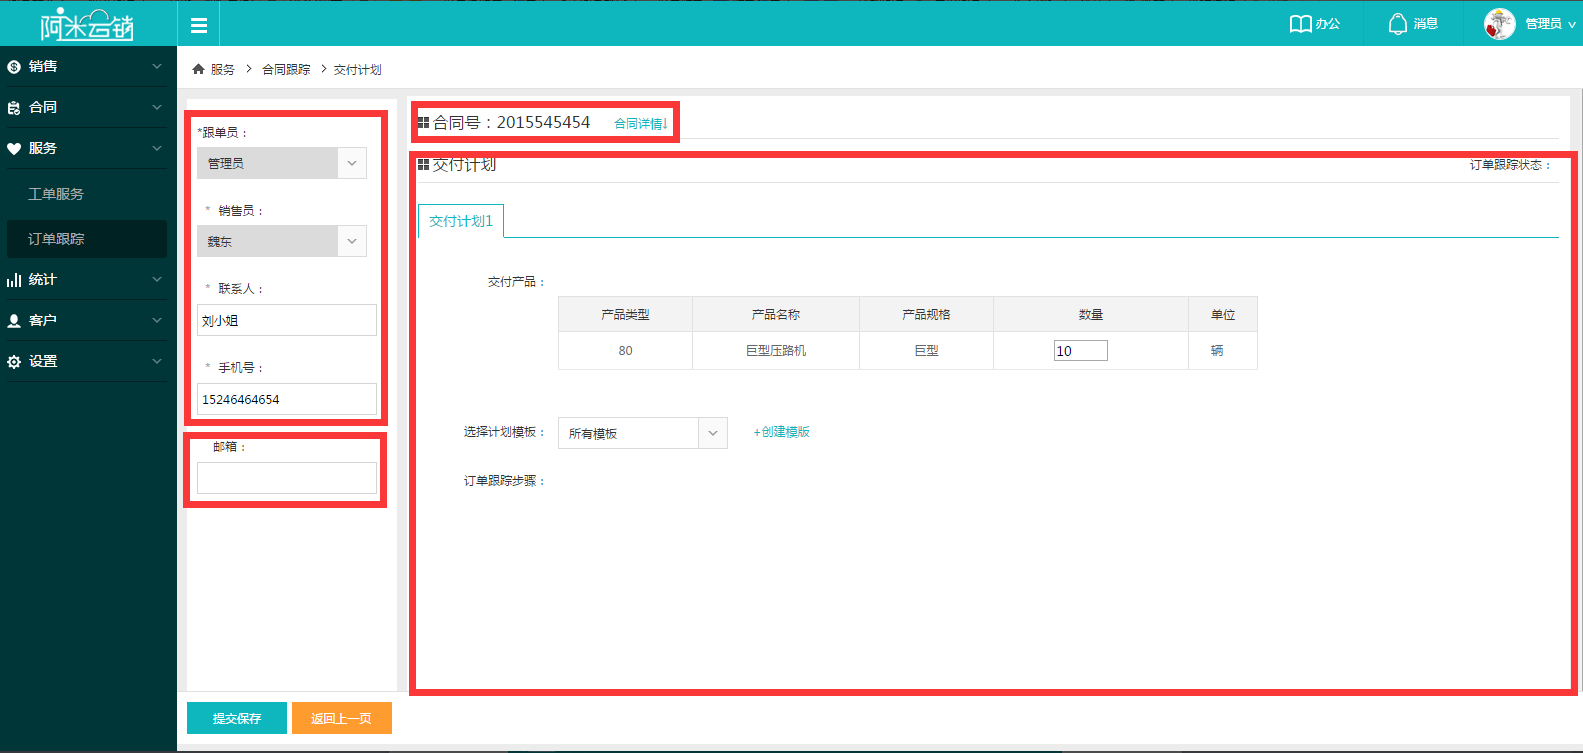 阿米云销
办公
消息
管理员
销售
合同
服务
工单服务
订单跟踪
统计
客户
设置
服务 > 合同跟踪 > 交付计划
*跟单员：
管理员
* 销售员：
魏东
* 联系人：
刘小姐
* 手机号：
15246464654
邮箱：
合同号：2015545454 合同详情↓
交付计划
订单跟踪状态：
交付计划1
交付产品：
产品类型 产品名称 产品规格 数量 单位
80 巨型压路机 巨型 10 辆
选择计划模板： 所有模板 +创建模版
订单跟踪步骤：
提交保存 返回上一页